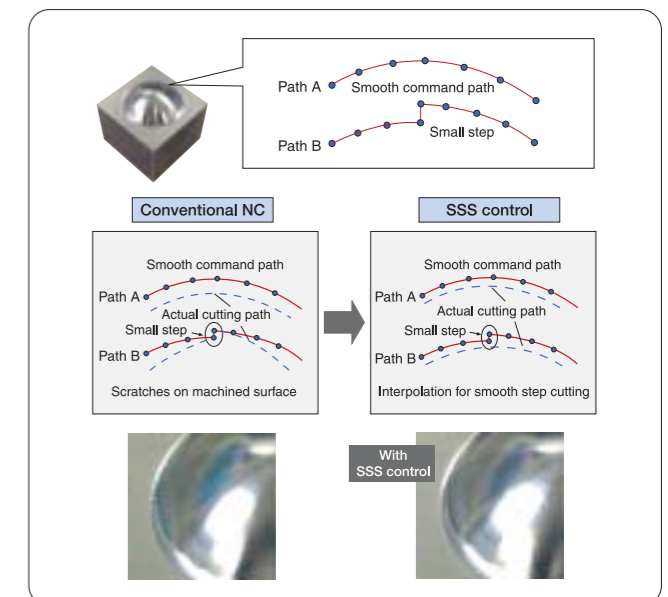 Path A
Smooth command path
Path B
Small step
Conventional NC
SSS control
Smooth command path
Path A
Actual cutting path
Small step
Path B
Scratches on machined surface
Smooth command path
Path A
Actual cutting path
Small step
Path B
Interpolation for smooth step cutting
With
SSS control